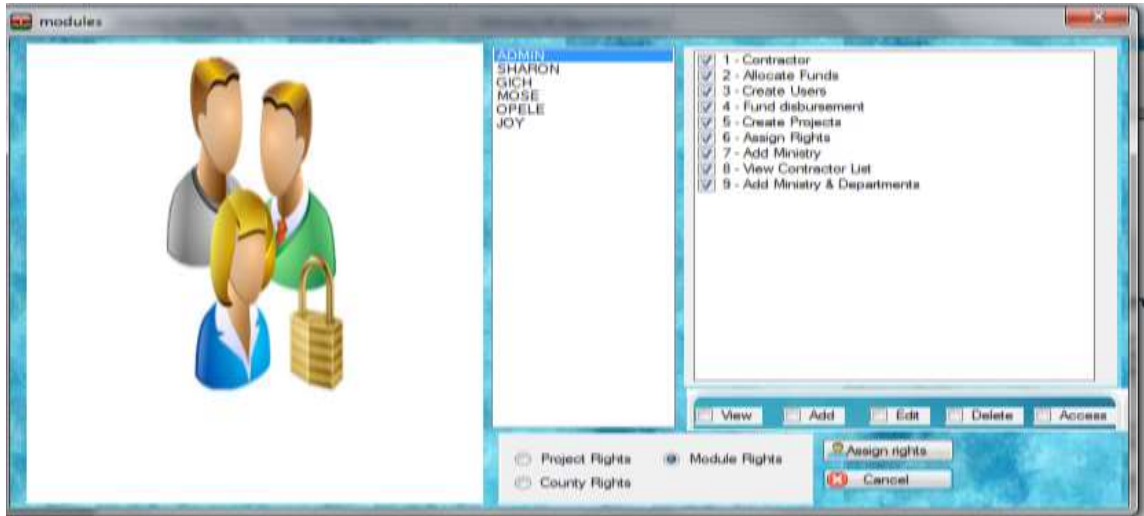 modules
ADMIN
SHARON
GICH
MOSE
OPELE
JOY
1 - Contractor
2 - Allocate Funds
3 - Create Users
4 - Fund disbursement
5 - Create Projects
6 - Assign Rights
7 - Add Ministry
8 - View Contractor List
9 - Add Ministry & Departments
View Add Edit Delete Access
Project Rights Module Rights
County Rights
Assign rights
Cancel